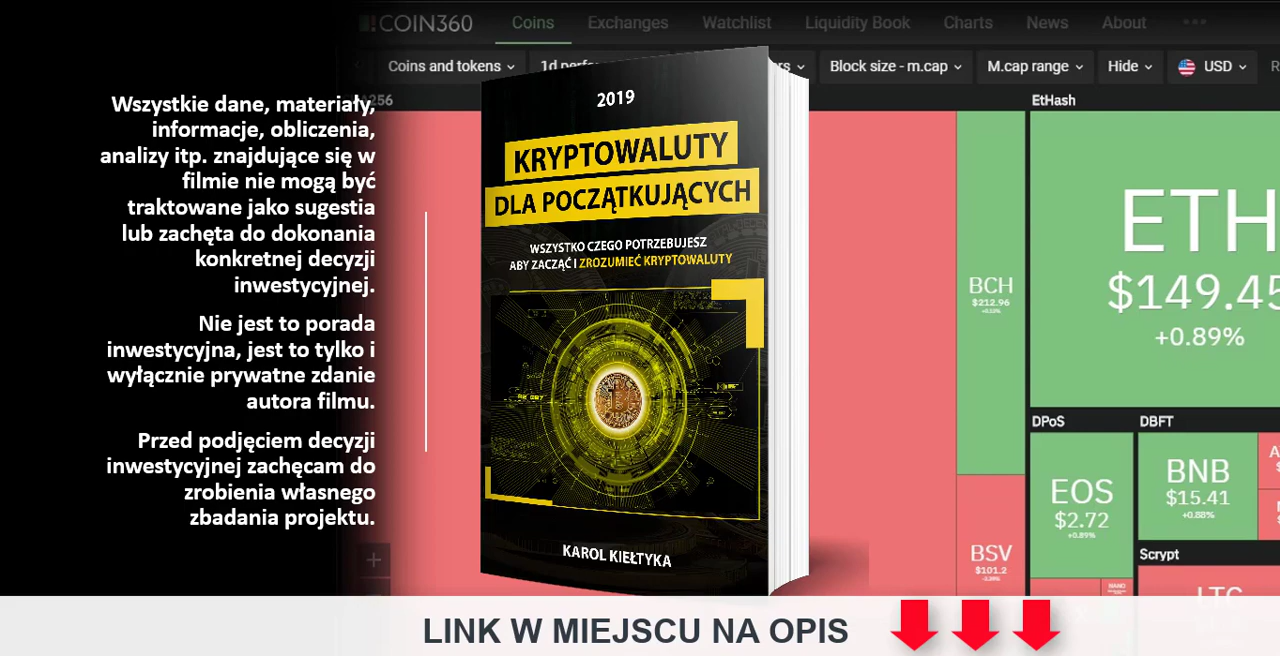 COIN360
Coins Exchanges Watchlist Liquidity Book Charts News About
Coins and tokens
Block size - m.cap M.cap range Hide USD
EtHash
Wszystkie dane, materiały,
informacje, obliczenia,
analizy itp. znajdujące się w
filmie nie mogą być
traktowane jako sugestia
lub zachęta do dokonania
konkretnej decyzji
inwestycyjnej.
Nie jest to porada
inwestycyjna, jest to tylko i
wyłącznie prywatne zdanie
autora filmu.
Przed podjęciem decyzji
inwestycyjnej zachęcam do
zrobienia własnego
zbadania projektu.
2019
KRYPTOWALUTY
DLA POCZĄTKUJĄCYCH
WSZYSTKO CZEGO POTRZEBUJESZ
ABY ZACZĄĆ I ZROZUMIEĆ KRYPTOWALUTY
KAROL KIEŁTYKA
BCH
$212.96
BSV
$101.2
ETH
$149.45
+0.89%
DPoS
EOS
$2.72
+0.89%
DBFT
BNB
$15.41
+0.88%
Scrypt
LTC
LINK W MIEJSCU NA OPIS